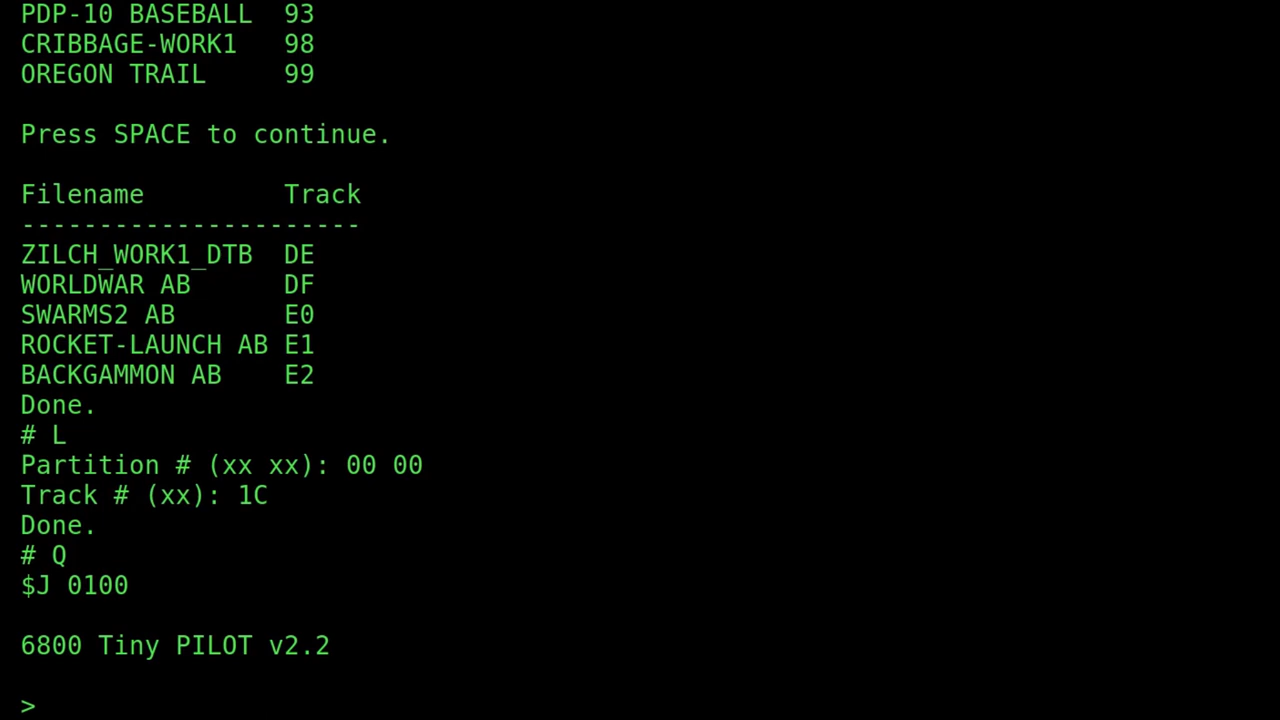 PDP-10 BASEBALL  93
CRIBBAGE-WORK1   98
OREGON TRAIL     99
Press SPACE to continue.
Filename         Track
----------------------
ZILCH_WORK1_DTB  DE
WORLDWAR AB      DF
SWARMS2 AB       E0
ROCKET-LAUNCH AB E1
BACKGAMMON AB    E2
Done.
# L
Partition # (xx xx): 00 00
Track # (xx): 1C
Done.
# Q
$J 0100
6800 Tiny PILOT v2.2
>